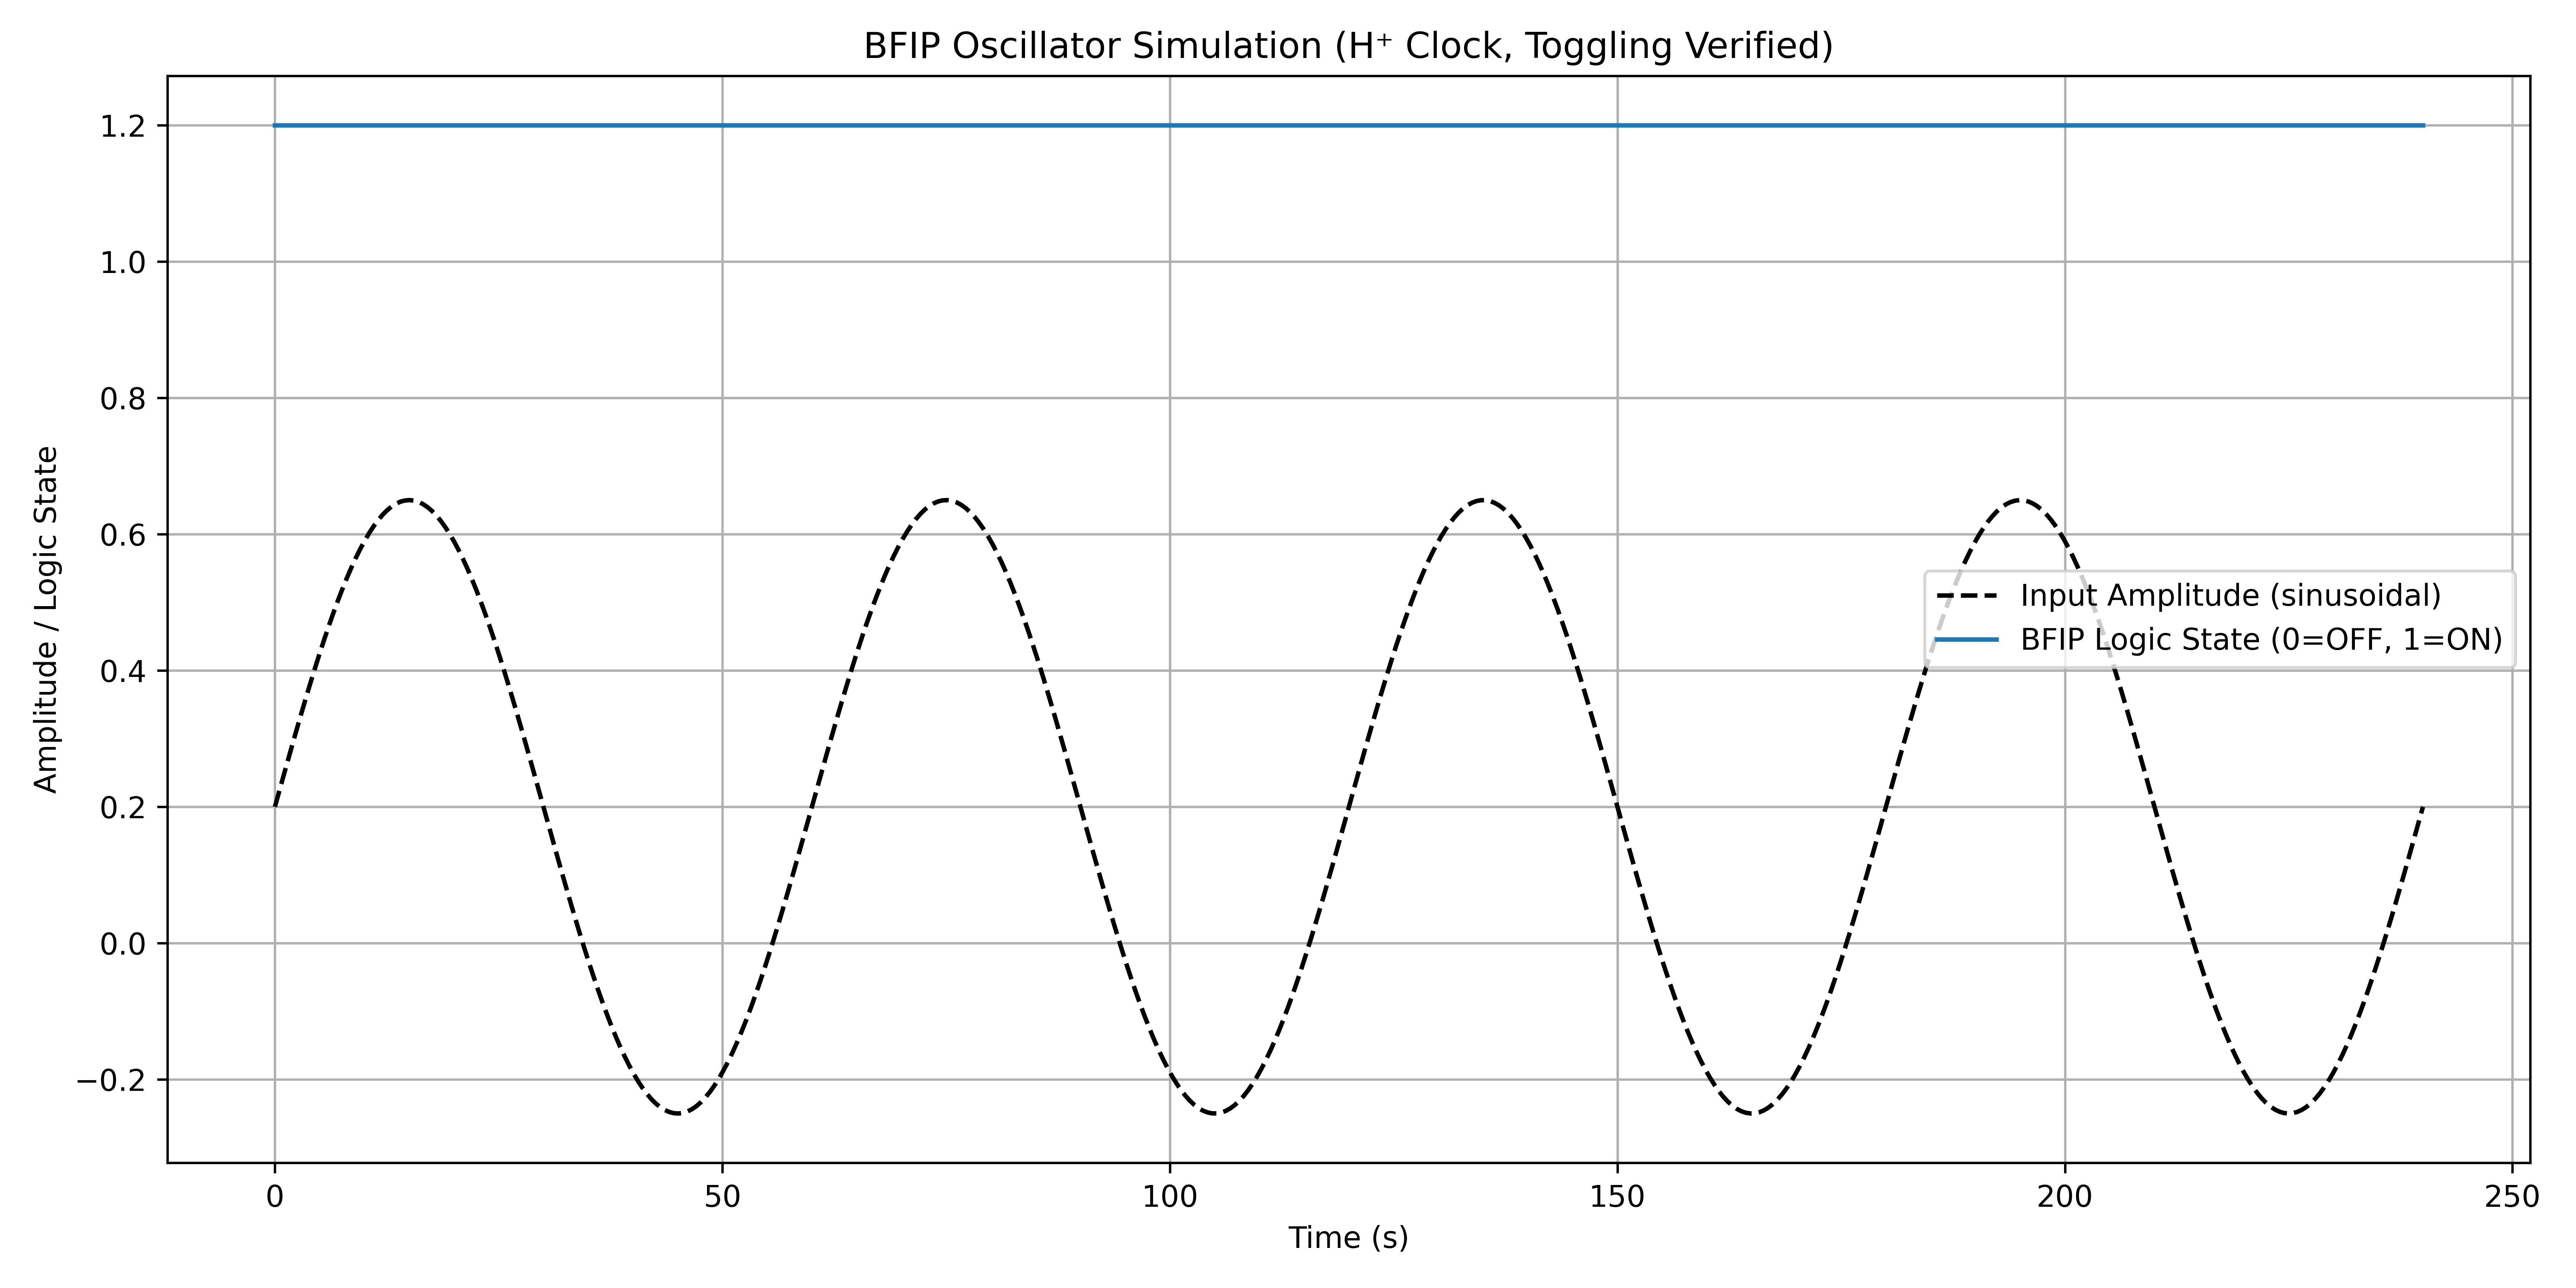 BFIP Oscillator Simulation (H⁺ Clock, Toggling Verified)
Amplitude / Logic State
1.2
1.0
0.8
0.6
0.4
0.2
0.0
−0.2
Input Amplitude (sinusoidal)
BFIP Logic State (0=OFF, 1=ON)
0 50 100 150 200 250
Time (s)